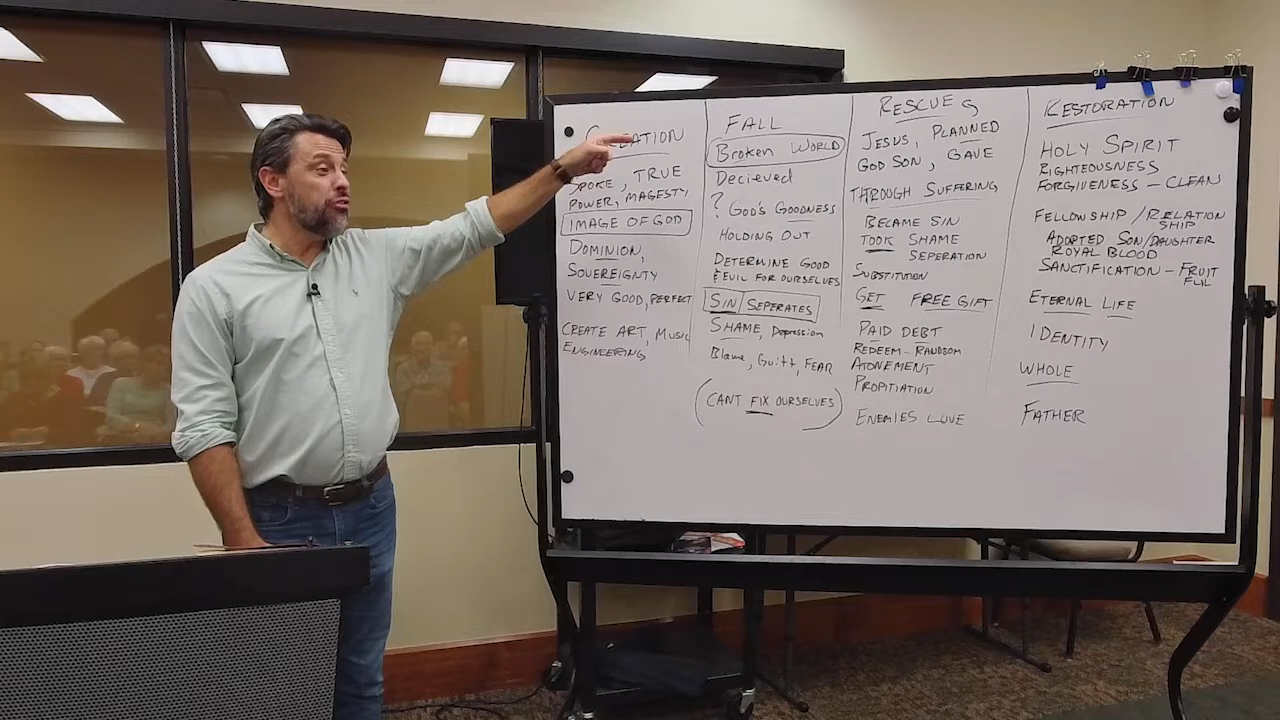 CREATION
SPOKE, TRUE
POWER, MAGESTY
IMAGE OF GOD
DOMINION,
SOVEREIGNTY
VERY GOOD, PERFECT
CREATE ART, MUSIC
ENGINEERING
FALL
Broken WORLD
Decieved
? GOD'S GOODNESS
HOLDING OUT
DETERMINE GOOD
& EVIL FOR OURSELVES
SIN SEPERATES
SHAME, Depression
Blame, Guilt, FEAR
(CANT FIX OURSELVES)
RESCUE
JESUS, PLANNED
GOD SON, GAVE
THROUGH SUFFERING
BECAME SIN
TOOK SHAME
SEPERATION
SUBSTITUTION
GET FREE GIFT
PAID DEBT
REDEEM - RANDSOM
ATONEMENT
PROPITIATION
ENEMIES LOVE
RESTORATION
HOLY SPIRIT
RIGHTEOUSNESS
FORGIVENESS - CLEAN
FELLOWSHIP / RELATION
SHIP
ADOPTED SON/DAUGHTER
ROYAL BLOOD
SANCTIFICATION - FRUIT
ETERNAL LIFE
IDENTITY
WHOLE
FATHER